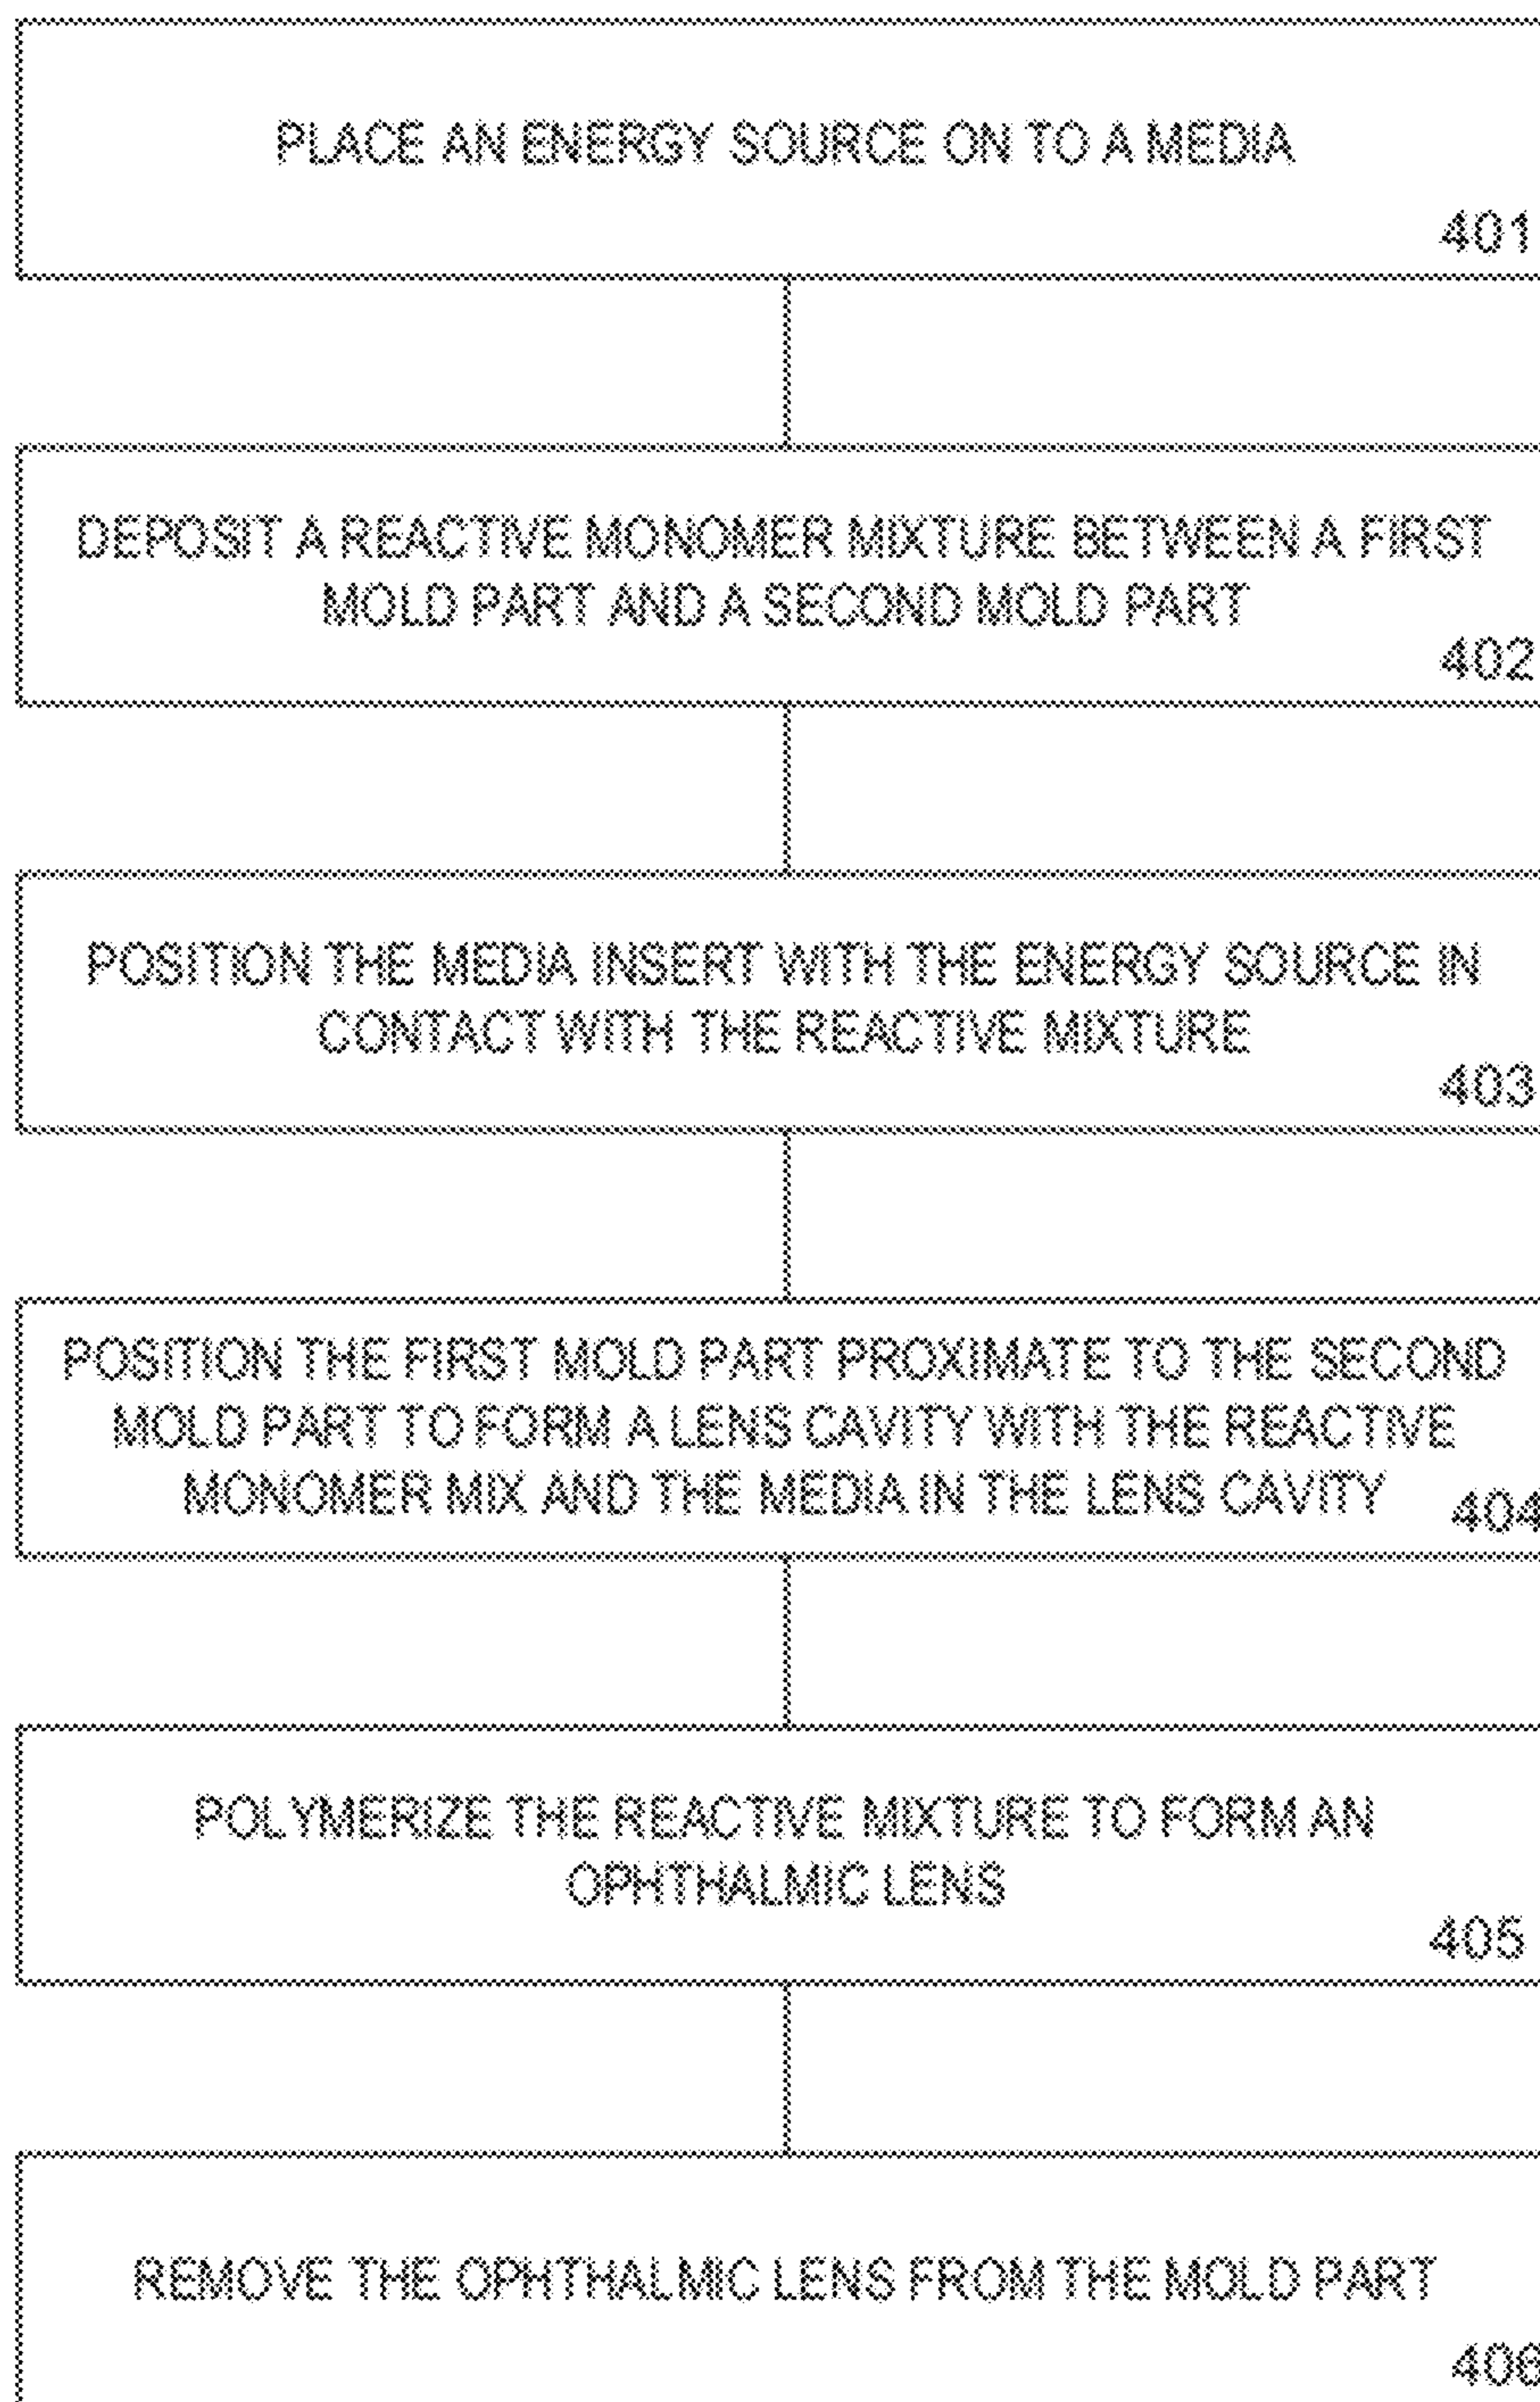 PLACE AN ENERGY SOURCE ON TO A MEDIA
401
DEPOSIT A REACTIVE MONOMER MIXTURE BETWEEN A FIRST
MOLD PART AND A SECOND MOLD PART
402
POSITION THE MEDIA INSERT WITH THE ENERGY SOURCE IN
CONTACT WITH THE REACTIVE MIXTURE
403
POSITION THE FIRST MOLD PART PROXIMATE TO THE SECOND
MOLD PART TO FORM A LENS CAVITY WITH THE REACTIVE
MONOMER MIX AND THE MEDIA IN THE LENS CAVITY
404
POLYMERIZE THE REACTIVE MIXTURE TO FORM AN
OPHTHALMIC LENS
405
REMOVE THE OPHTHALMIC LENS FROM THE MOLD PART
406